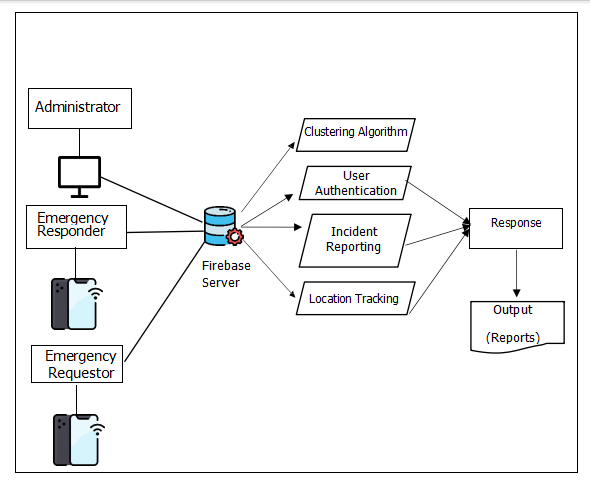 Administrator
Emergency
Responder
Emergency
Requestor
Firebase
Server
Clustering Algorithm
User
Authentication
Incident
Reporting
Location Tracking
Response
Output
(Reports)